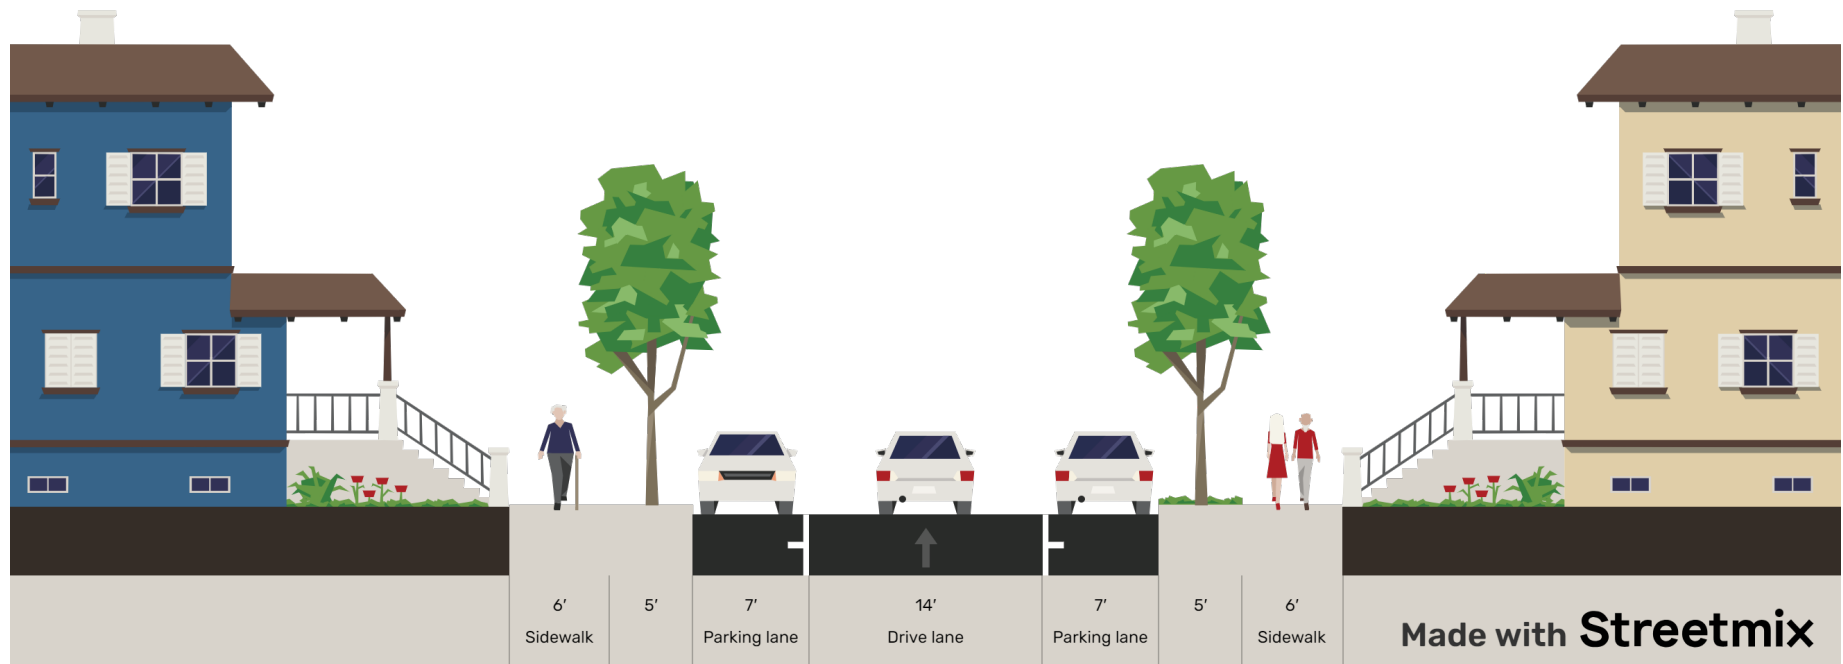 6′
5′
7′
14′
7′
5′
6′
Sidewalk
Parking lane
Drive lane
Parking lane
Sidewalk
Made with Streetmix